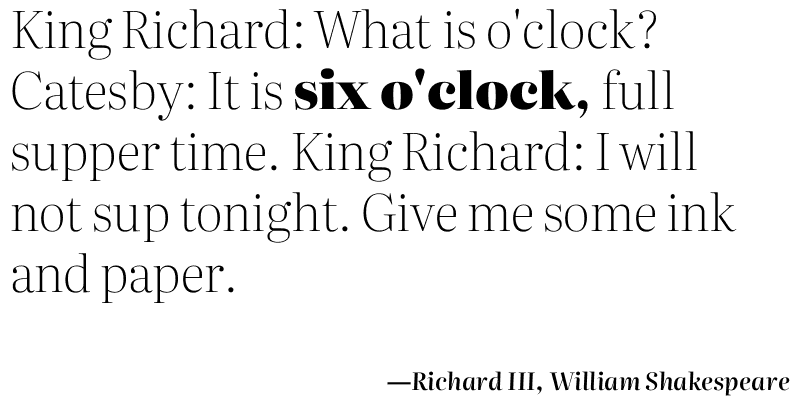 King Richard: What is o'clock?
Catesby: It is six o'clock, full
supper time. King Richard: I will
not sup tonight. Give me some ink
and paper.
—Richard III, William Shakespeare